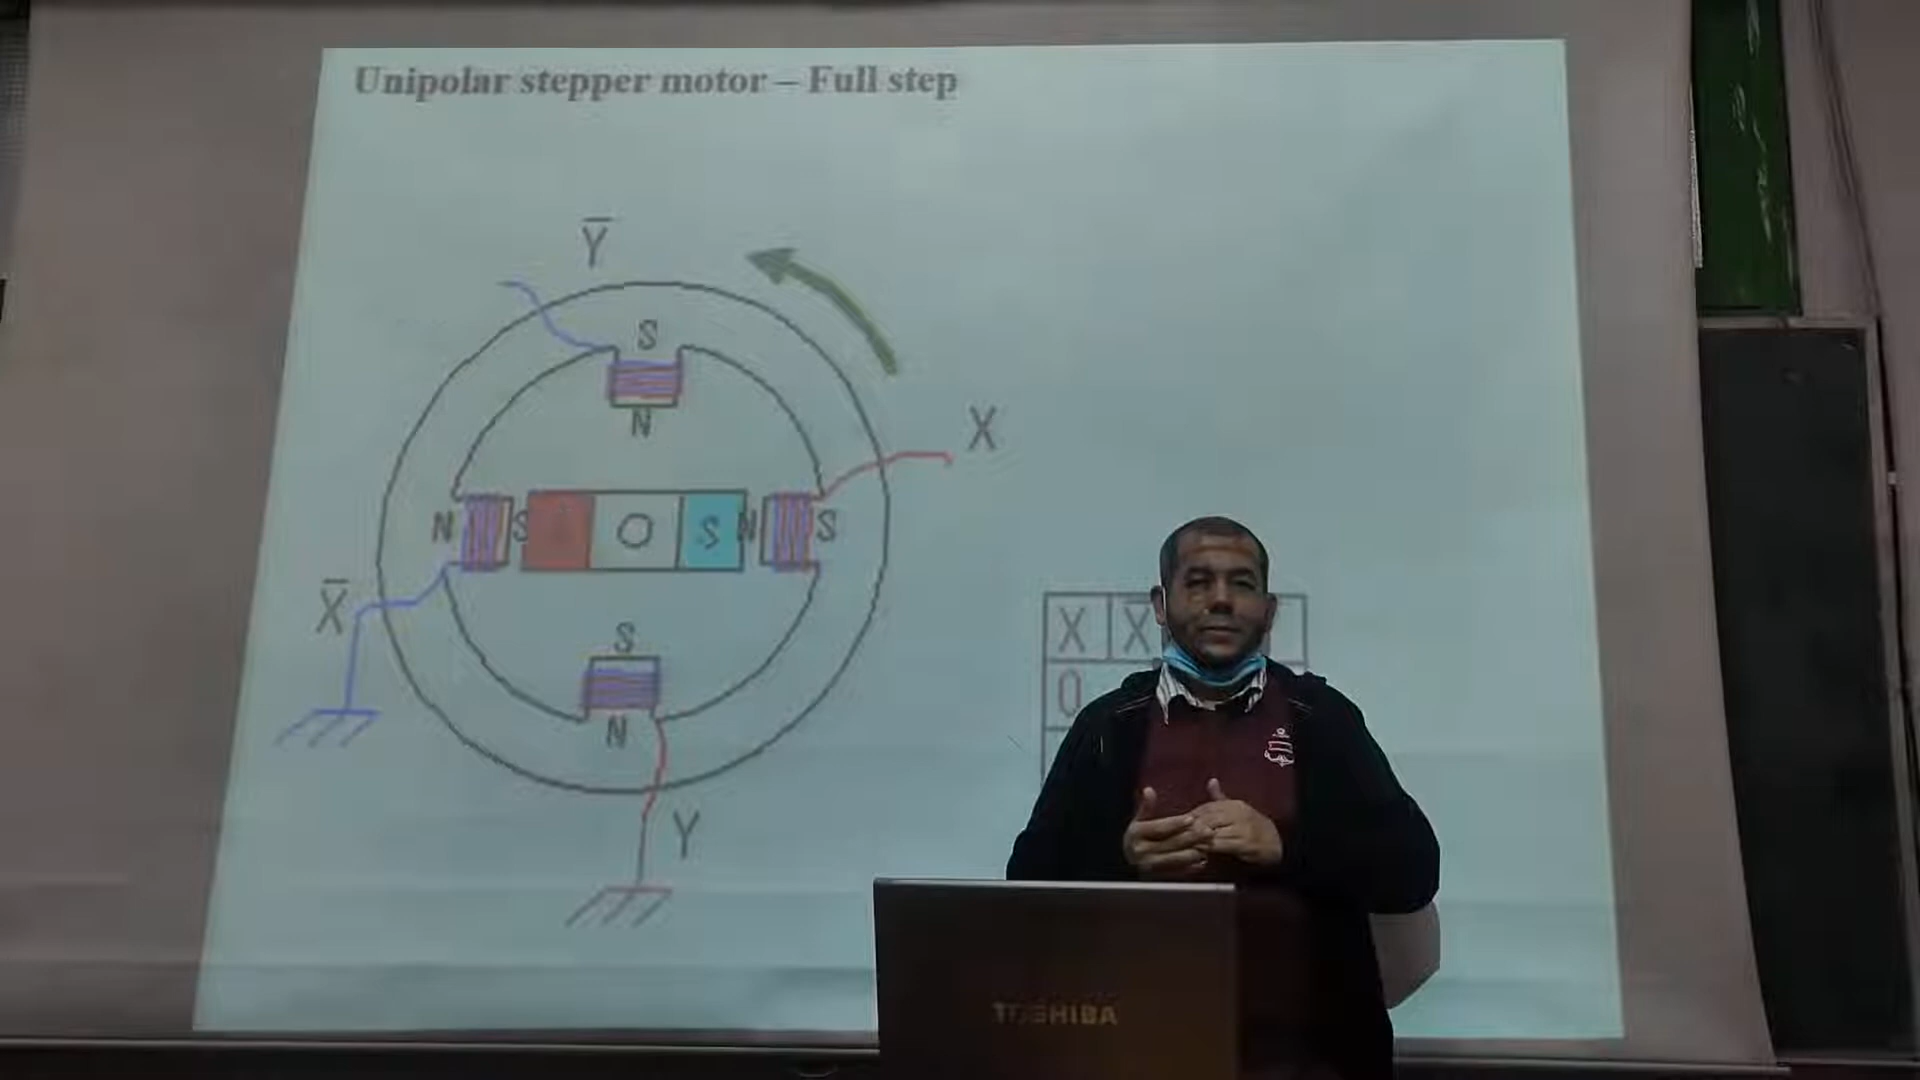 Unipolar stepper motor – Full step
Y̅
S
N
X
N S O S N S
X̅
S
N
Y
X X̅
0
TOSHIBA